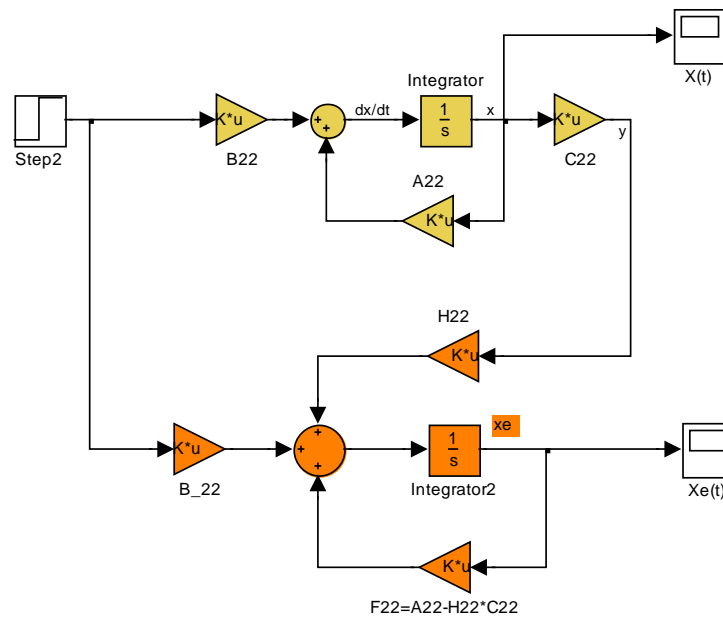 Integrator
X(t)
K*u
+
+
dx/dt
1
s
x
K*u
y
Step2
B22
C22
A22
K*u
H22
K*u
xe
K*u
+
+
+
1
s
B_22
Integrator2
Xe(t)
K*u
F22=A22-H22*C22